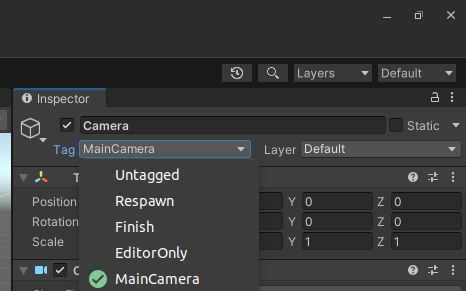 Layers Default
Inspector
Camera Static
Tag MainCamera Layer Default
Untagged
T
Respawn
Position Y 0 Z 0
Finish
Rotation Y 0 Z 0
EditorOnly
Scale Y 1 Z 1
MainCamera
C